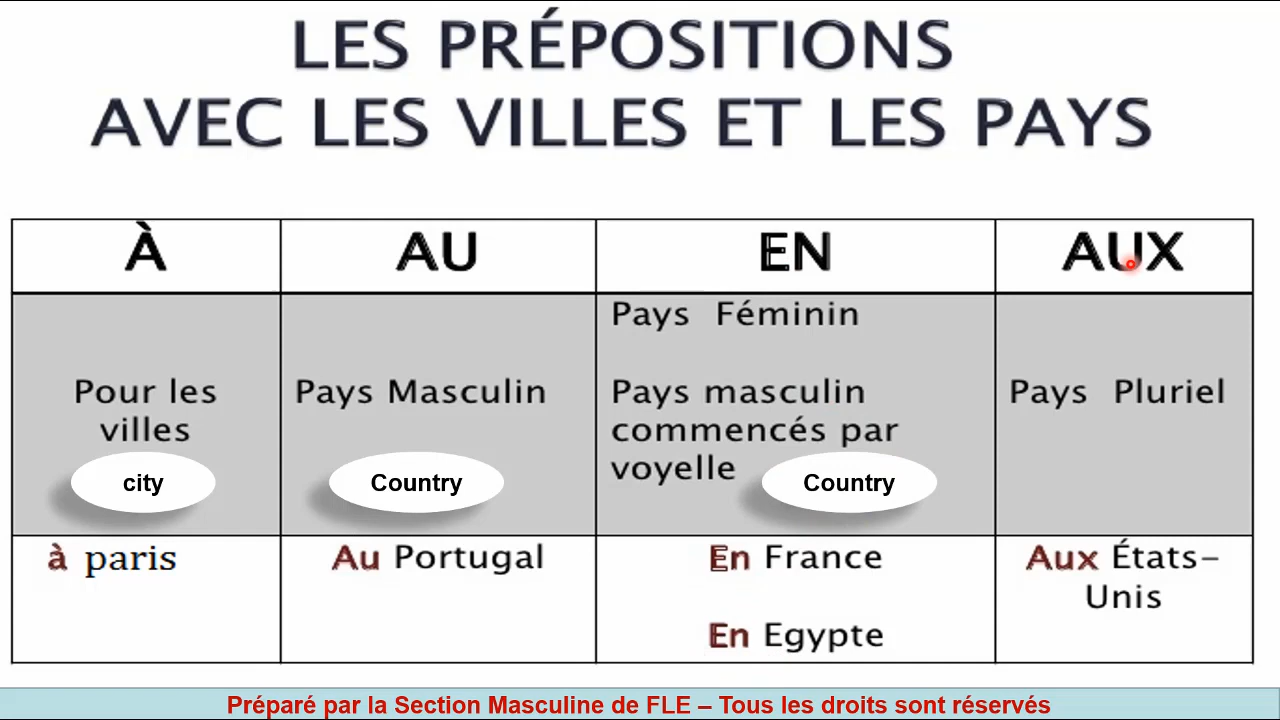 LES PRÉPOSITIONS
AVEC LES VILLES ET LES PAYS
À
AU
EN
AUX
Pour les
villes
city
Pays Masculin
Country
Pays Féminin
Pays masculin
commencés par
voyelle
Country
Pays Pluriel
à paris
Au Portugal
En France
En Egypte
Aux États-
Unis
Préparé par la Section Masculine de FLE – Tous les droits sont réservés